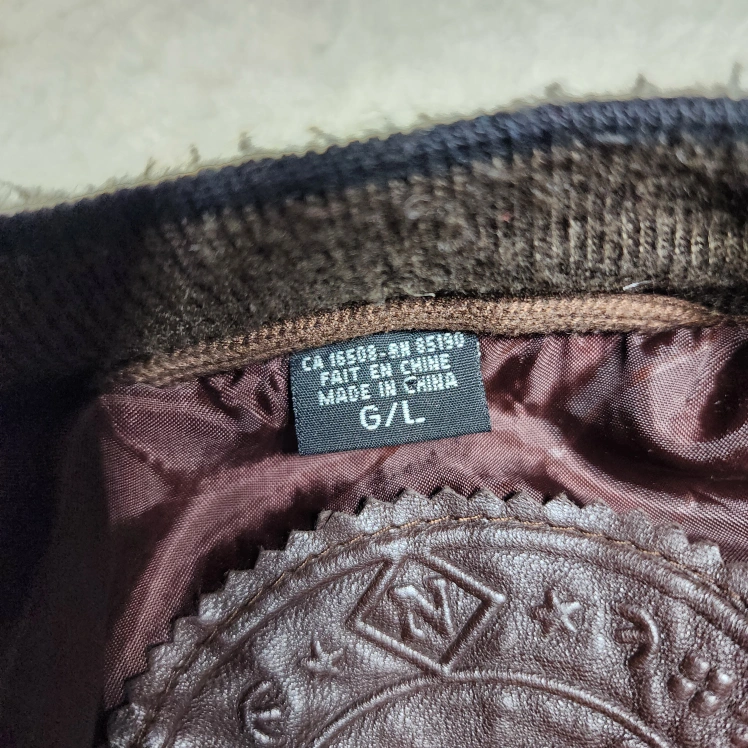 CA 16508-RN 85190
FAIT EN CHINE
MADE IN CHINA
G/L
N